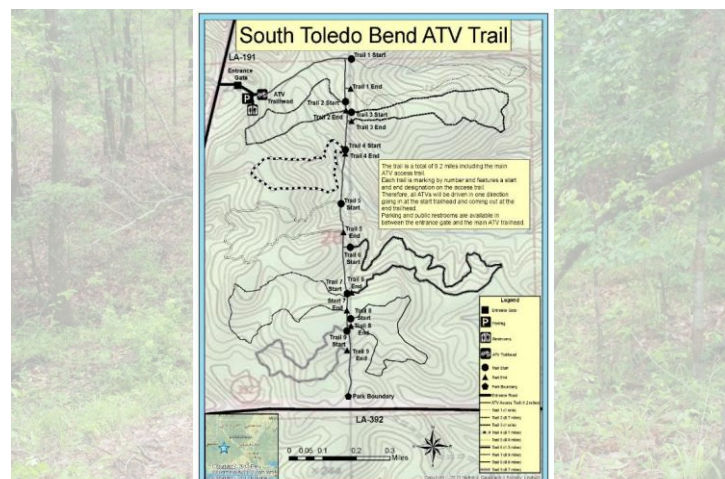 South Toledo Bend ATV Trail
LA-191
Trail 1 Start
Entrance
Gate
ATV
Trailhead
Trail 1 End
Trail 2 Start
Trail 2 End
Trail 3 Start
Trail 3 End
Trail 4 Start
Trail 4 End
The trail is a total of 8.2 miles including the main
ATV access trail.
Each trail is marking by number and features a start
and end designation on the access trail.
Therefore, all ATVs will be driven in one direction
going in at the start trailhead and coming out at the
end trailhead.
Parking and public restrooms are available in
between the entrance gate and the main ATV trailhead.
Trail 5
Start
Trail 5
End
Trail 6
Start
Trail 6
End
Trail 7
Start
Start 7
End
Trail 8
Start
Trail 8
End
Trail 9
Start
Trail 9
End
Park Boundary
LA-392
Legend
Entrance Gate
P
Parking
Restrooms
ATV Trailhead
Trail Start
Trail End
Park Boundary
Entrance Road
0 0.05 0.1 0.2 0.3
Miles